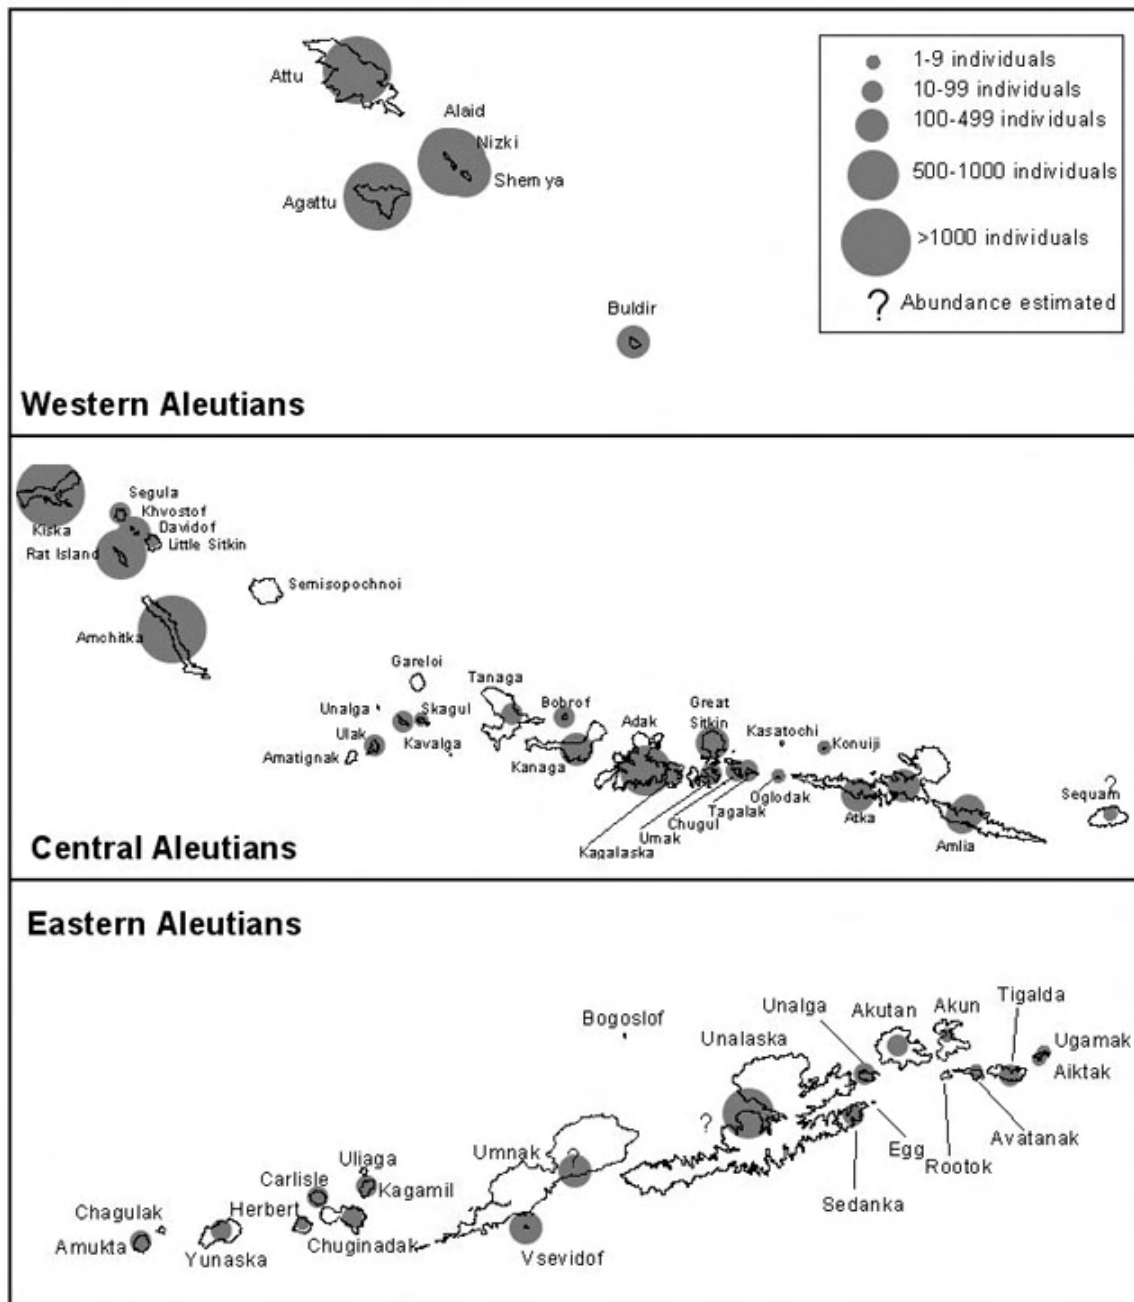 1-9 individuals
10-99 individuals
100-499 individuals
500-1000 individuals
>1000 individuals
? Abundance estimated
Attu
Alaid
Nizki
Shemya
Agattu
Buldir
Western Aleutians
Segula
Khvostof
Davidof
Kiska
Rat Island
Little Sitkin
Semisopochnoi
Amchitka
Gareloi
Tanaga
Unalga
Skagul
Bobrof
Great
Sitkin
Adak
Kasatochi
Konuiji
Ulak
Kavalga
Amatignak
Kanaga
Oglodak
Tagalak
Chugul
Umak
Kagalaska
Atka
Amlia
?
Sequam
Central Aleutians
Eastern Aleutians
Bogoslof
Unalga
Akutan
Akun
Tigalda
Unalaska
Ugamak
Aiktak
?
Avatanak
Egg
Rootok
Umnak
?
Sedanka
Uliaga
Carlisle
Kagamil
Chagulak
Herbert
Amukta
Yunaska
Chuginadak
Vsevidof